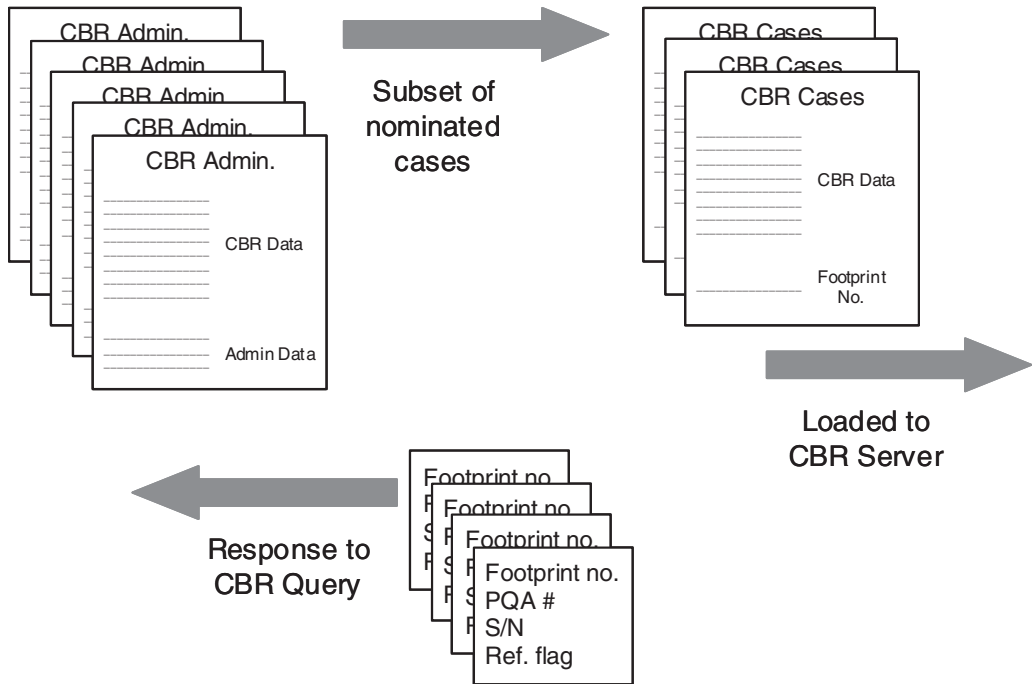 CBR Admin.
CBR Admin.
CBR Admin.
CBR Admin.
CBR Admin.
CBR Data
Admin Data
Subset of
nominated
cases
CBR Cases
CBR Cases
CBR Cases
CBR Data
Footprint
No.
Loaded to
CBR Server
Response to
CBR Query
Footprint no.
Footprint no.
Footprint no.
Footprint no.
PQA #
S/N
Ref. flag